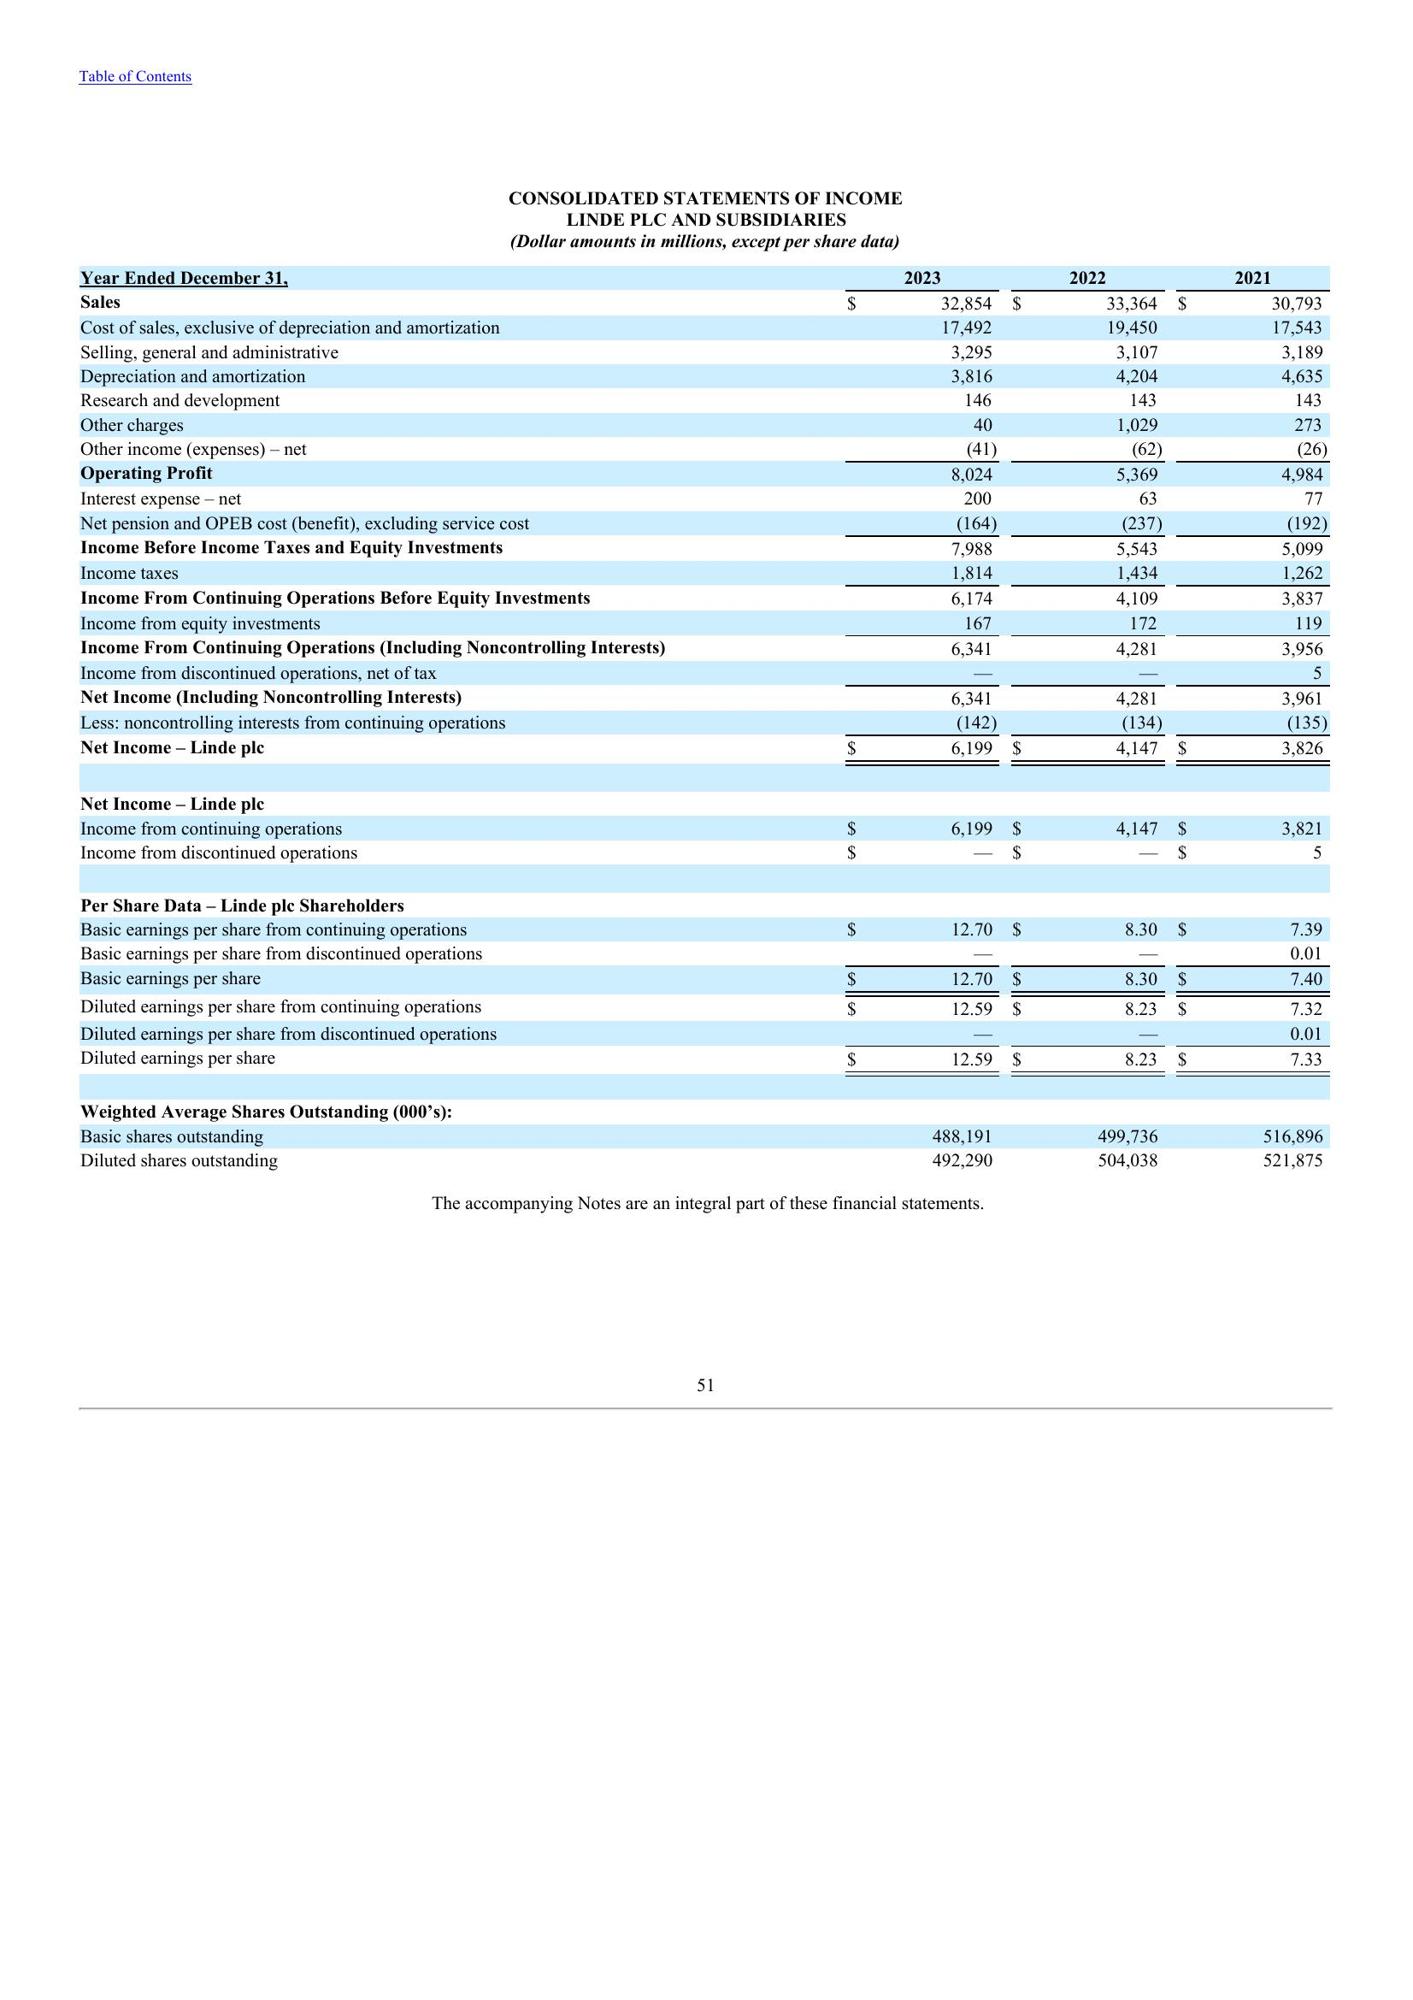 Table of Contents
CONSOLIDATED STATEMENTS OF INCOME
LINDE PLC AND SUBSIDIARIES
(Dollar amounts in millions, except per share data)
Year Ended December 31, 2023 2022 2021
Sales $ 32,854 $ 33,364 $ 30,793
Cost of sales, exclusive of depreciation and amortization 17,492 19,450 17,543
Selling, general and administrative 3,295 3,107 3,189
Depreciation and amortization 3,816 4,204 4,635
Research and development 146 143 143
Other charges 40 1,029 273
Other income (expenses) – net (41) (62) (26)
Operating Profit 8,024 5,369 4,984
Interest expense – net 200 63 77
Net pension and OPEB cost (benefit), excluding service cost (164) (237) (192)
Income Before Income Taxes and Equity Investments 7,988 5,543 5,099
Income taxes 1,814 1,434 1,262
Income From Continuing Operations Before Equity Investments 6,174 4,109 3,837
Income from equity investments 167 172 119
Income From Continuing Operations (Including Noncontrolling Interests) 6,341 4,281 3,956
Income from discontinued operations, net of tax — — 5
Net Income (Including Noncontrolling Interests) 6,341 4,281 3,961
Less: noncontrolling interests from continuing operations (142) (134) (135)
Net Income – Linde plc $ 6,199 $ 4,147 $ 3,826
Net Income – Linde plc
Income from continuing operations $ 6,199 $ 4,147 $ 3,821
Income from discontinued operations $ — $ — $ 5
Per Share Data – Linde plc Shareholders
Basic earnings per share from continuing operations $ 12.70 $ 8.30 $ 7.39
Basic earnings per share from discontinued operations — — 0.01
Basic earnings per share $ 12.70 $ 8.30 $ 7.40
Diluted earnings per share from continuing operations $ 12.59 $ 8.23 $ 7.32
Diluted earnings per share from discontinued operations — — 0.01
Diluted earnings per share $ 12.59 $ 8.23 $ 7.33
Weighted Average Shares Outstanding (000’s):
Basic shares outstanding 488,191 499,736 516,896
Diluted shares outstanding 492,290 504,038 521,875
The accompanying Notes are an integral part of these financial statements.
51